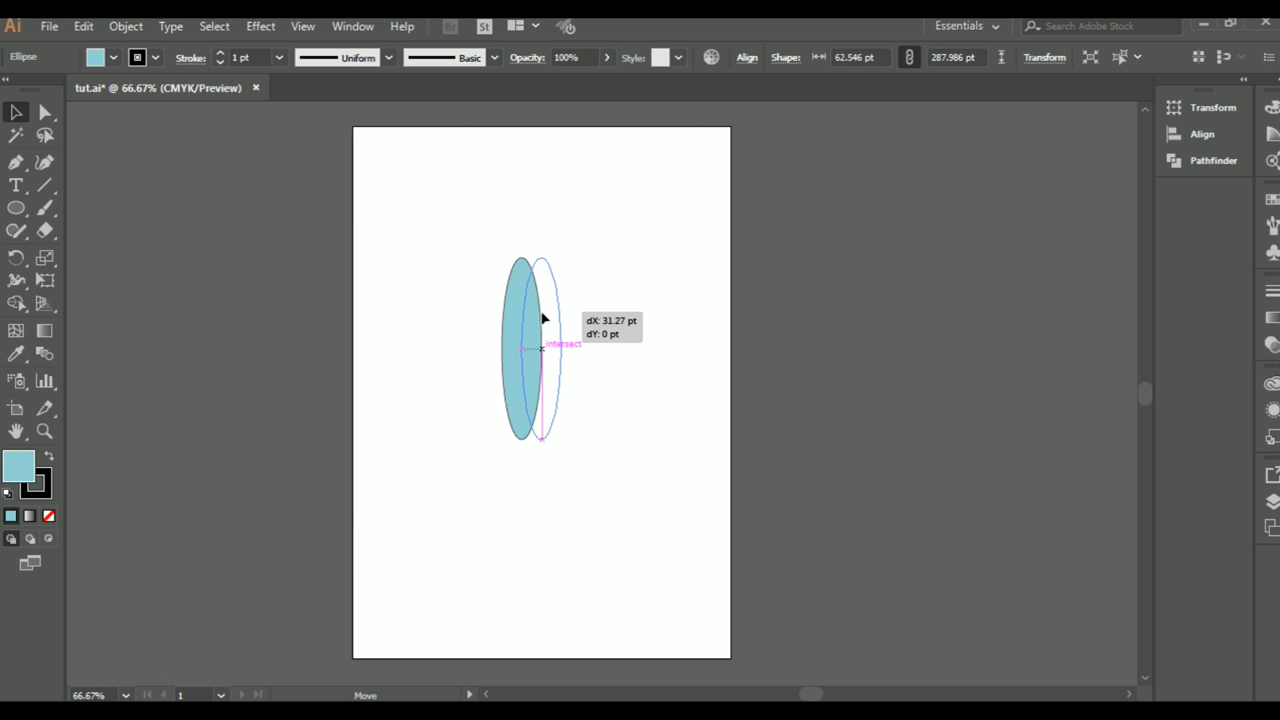 Ai File Edit Object Type Select Effect View Window Help Br St Essentials Search Adobe Stock
Ellipse Stroke: 1 pt Uniform Basic Opacity: 100% Style: Align Shape: 62.546 pt 287.986 pt Transform
tut.ai* @ 66.67% (CMYK/Preview)
Transform
Align
Pathfinder
T
dX: 31.27 pt
dY: 0 pt
intersect
66.67% 1 Move